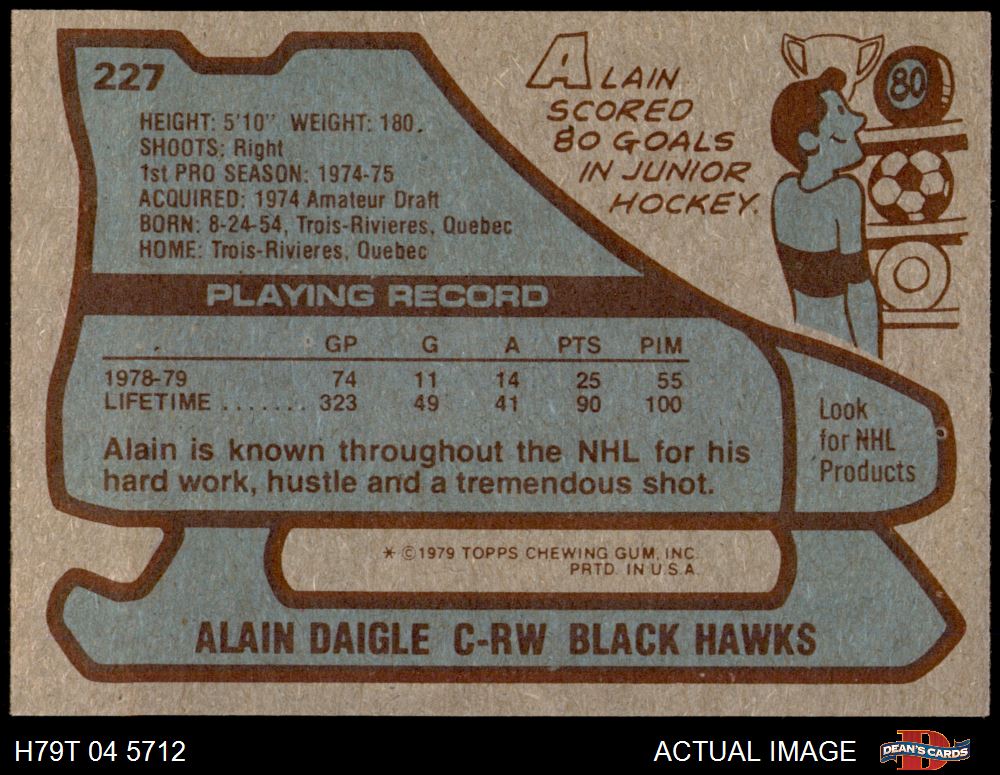 227
HEIGHT: 5'10" WEIGHT: 180.
SHOOTS: Right
1st PRO SEASON: 1974-75
ACQUIRED: 1974 Amateur Draft
BORN: 8-24-54, Trois-Rivieres, Quebec
HOME: Trois-Rivieres, Quebec
ALAIN
SCORED
80 GOALS
IN JUNIOR
HOCKEY.
80
PLAYING RECORD
GP G A PTS PIM
1978-79 74 11 14 25 55
LIFETIME ....... 323 49 41 90 100
Alain is known throughout the NHL for his
hard work, hustle and a tremendous shot.
Look
for NHL
Products
* ©1979 TOPPS CHEWING GUM, INC.
PRTD. IN U.S.A.
ALAIN DAIGLE C-RW BLACK HAWKS
H79T 04 5712
ACTUAL IMAGE
DEAN'S CARDS